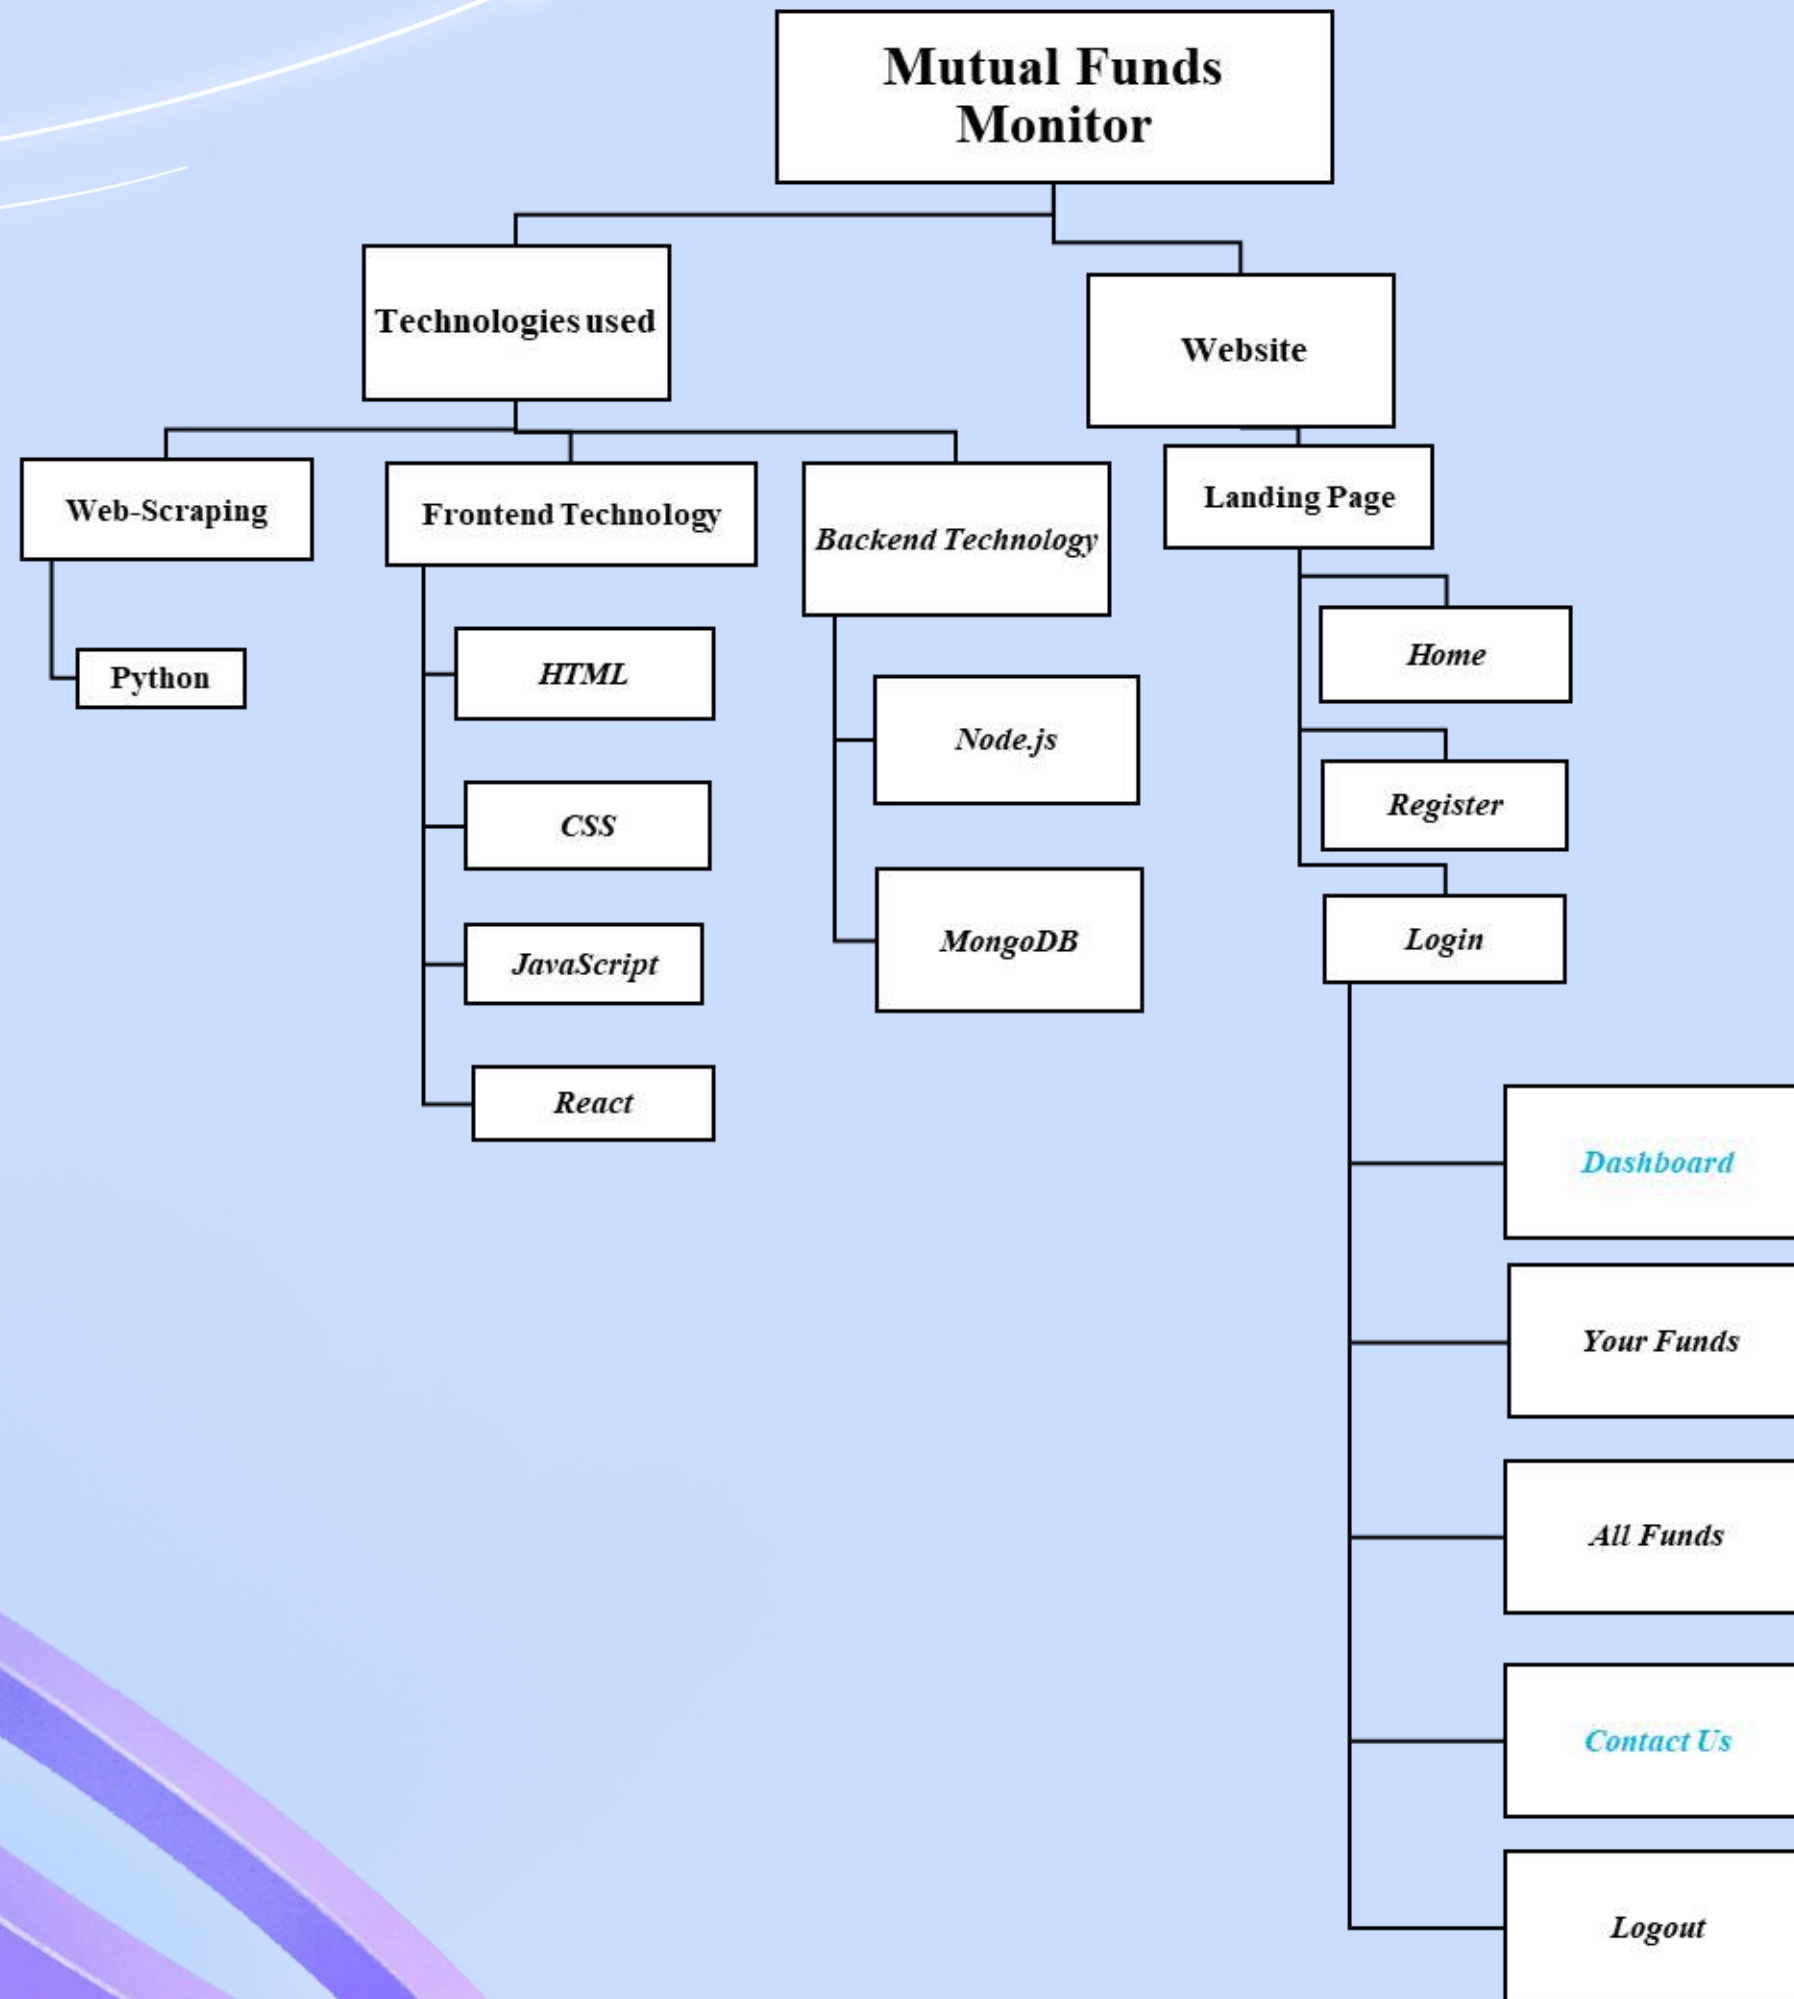 Mutual Funds
Monitor
Technologies used
Website
Web-Scraping
Frontend Technology
Backend Technology
Landing Page
Python
HTML
CSS
JavaScript
React
Node.js
MongoDB
Home
Register
Login
Dashboard
Your Funds
All Funds
Contact Us
Logout